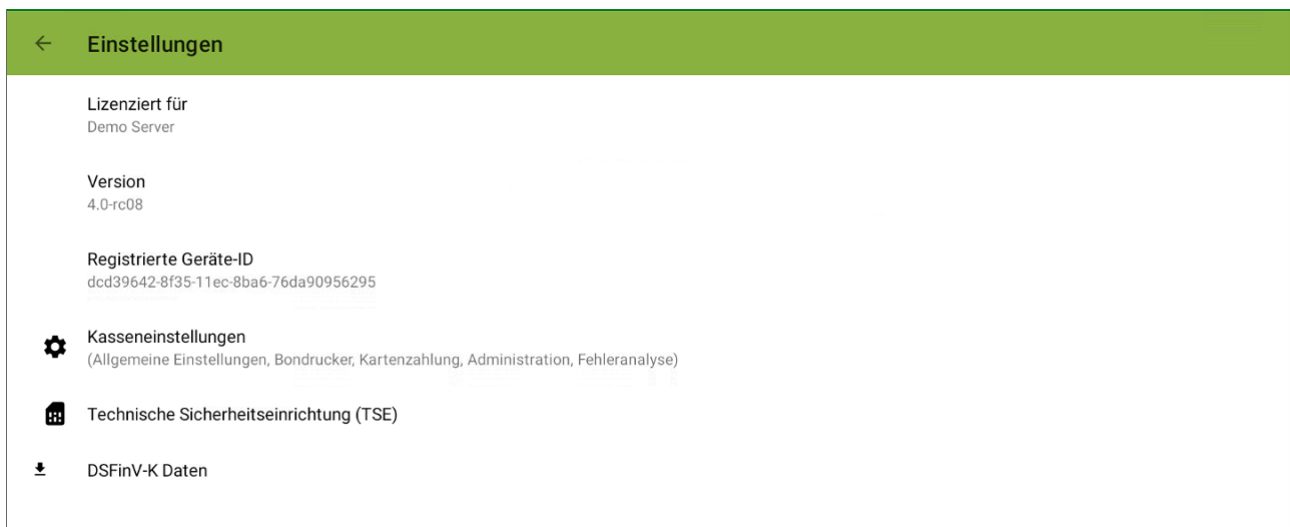 Einstellungen
Lizenziert für
Demo Server
Version
4.0-rc08
Registrierte Geräte-ID
dcd39642-8f35-11ec-8ba6-76da90956295
Kasseneinstellungen
(Allgemeine Einstellungen, Bondrucker, Kartenzahlung, Administration, Fehleranalyse)
Technische Sicherheitseinrichtung (TSE)
DSFinV-K Daten